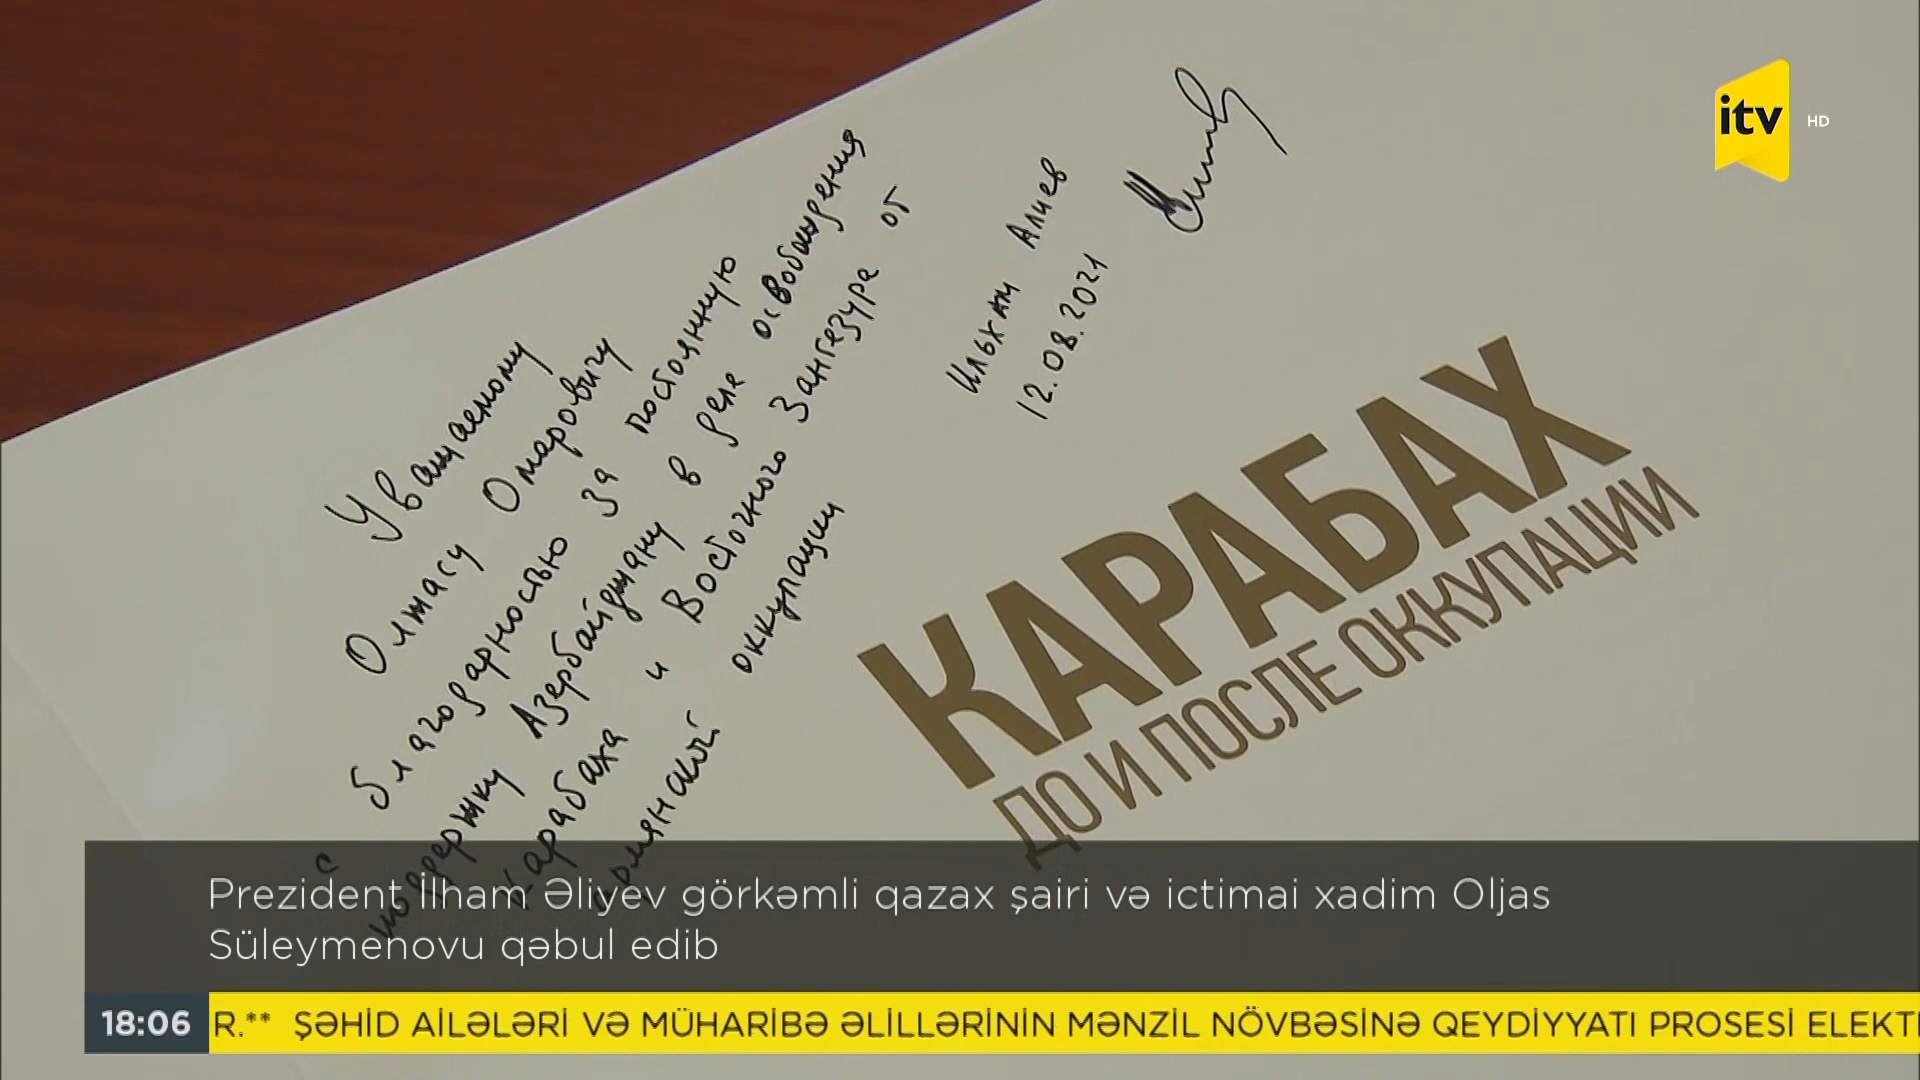 itv HD
Уважаемому
Олжасу Омаровичу
с благодарностью за постоянную
поддержку Азербайджану в деле освобождения
Карабаха и Восточного Зангезура от
армянской оккупации
Ильхам Алиев
12.08.2021
КАРАБАХ
ДО И ПОСЛЕ ОККУПАЦИИ
Prezident İlham Əliyev görkəmli qazax şairi və ictimai xadim Oljas
Süleymenovu qəbul edib
18:06 R.** ŞƏHİD AİLƏLƏRİ VƏ MÜHARİBƏ ƏLİLLƏRİNİN MƏNZİL NÖVBƏSİNƏ QEYDİYYATI PROSESİ ELEKT